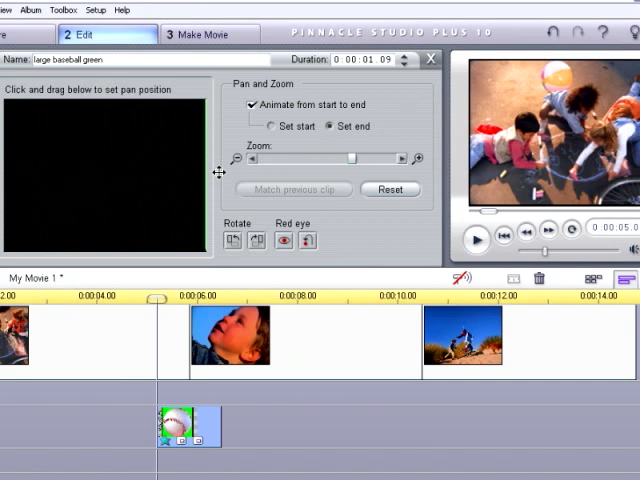 iew Album Toolbox Setup Help
re
2 Edit
3 Make Movie
PINNACLE STUDIO PLUS 10
Name: large baseball green
Duration: 0:00:01.09
X
Click and drag below to set pan position
Pan and Zoom
Animate from start to end
Set start Set end
Zoom:
Match previous clip Reset
Rotate Red eye
0:00:05.0
My Movie 1 *
2.00 0:00:04.00 0:00:06.00 0:00:08.00 0:00:10.00 0:00:12.00 0:00:14.00